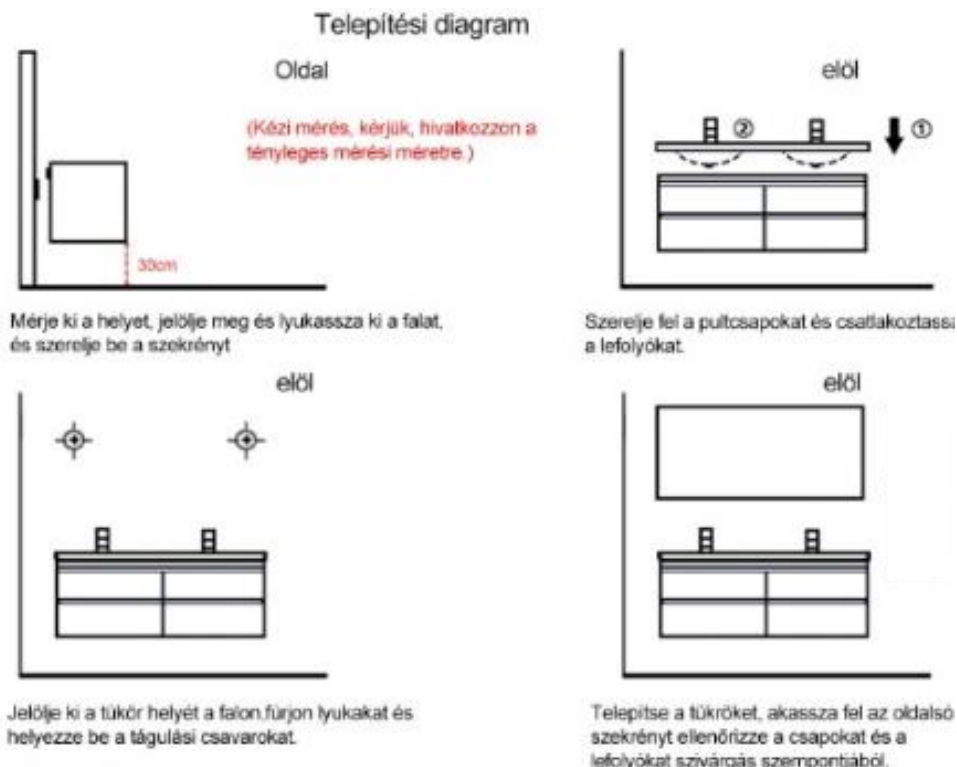 Telepítési diagram
Oldal
(Kézi mérés, kérjük, hivatkozzon a
tényleges mérési méretre.)
30cm
Mérje ki a helyet, jelölje meg és lyukassza ki a falat,
és szerelje be a szekrényt
elöl
②
①
Szerelje fel a pultcsapokat és csatlakoztassa
a lefolyókat.
elöl
Jelölje ki a tükör helyét a falon.fúrjon lyukakat és
helyezze be a tágulási csavarokat.
elöl
Telepítse a tükröket, akassza fel az oldalsó
szekrényt ellenőrizze a csapokat és a
lefolyókat szivárgás szempontjából.